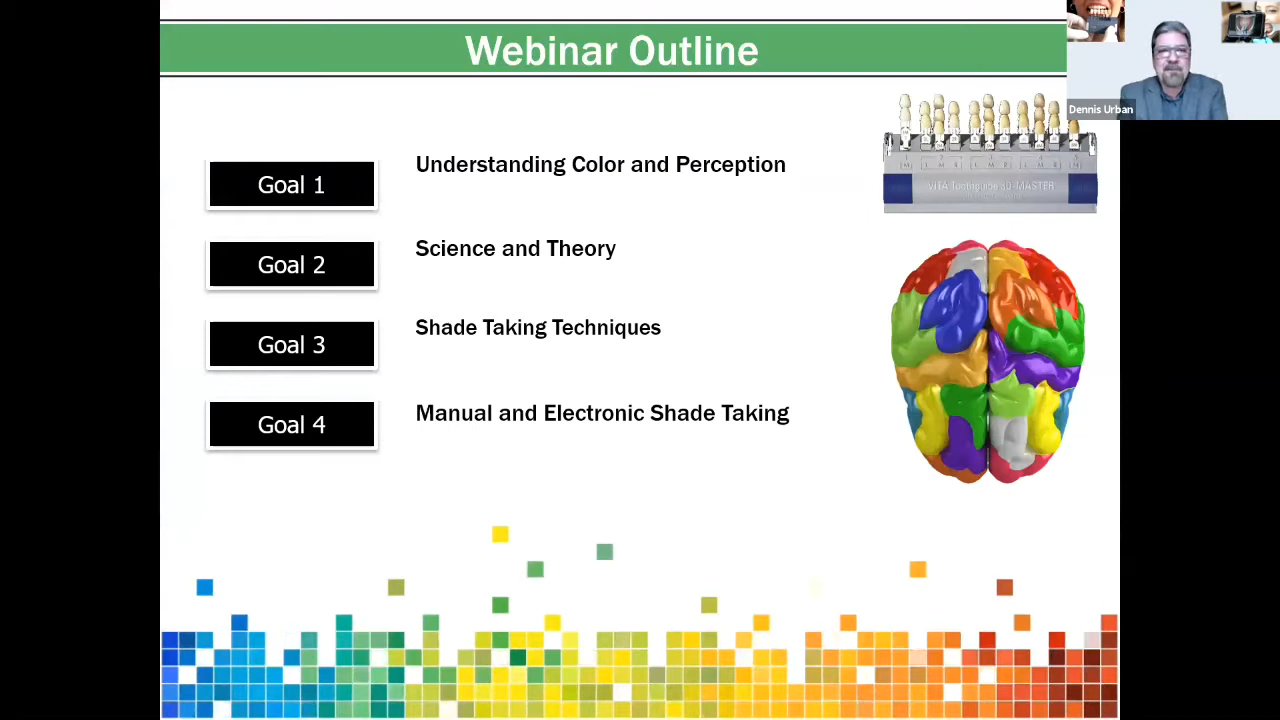 Webinar Outline
Dennis Urban
Goal 1
Understanding Color and Perception
VITA Toothguide 3D-MASTER
Goal 2
Science and Theory
Goal 3
Shade Taking Techniques
Goal 4
Manual and Electronic Shade Taking